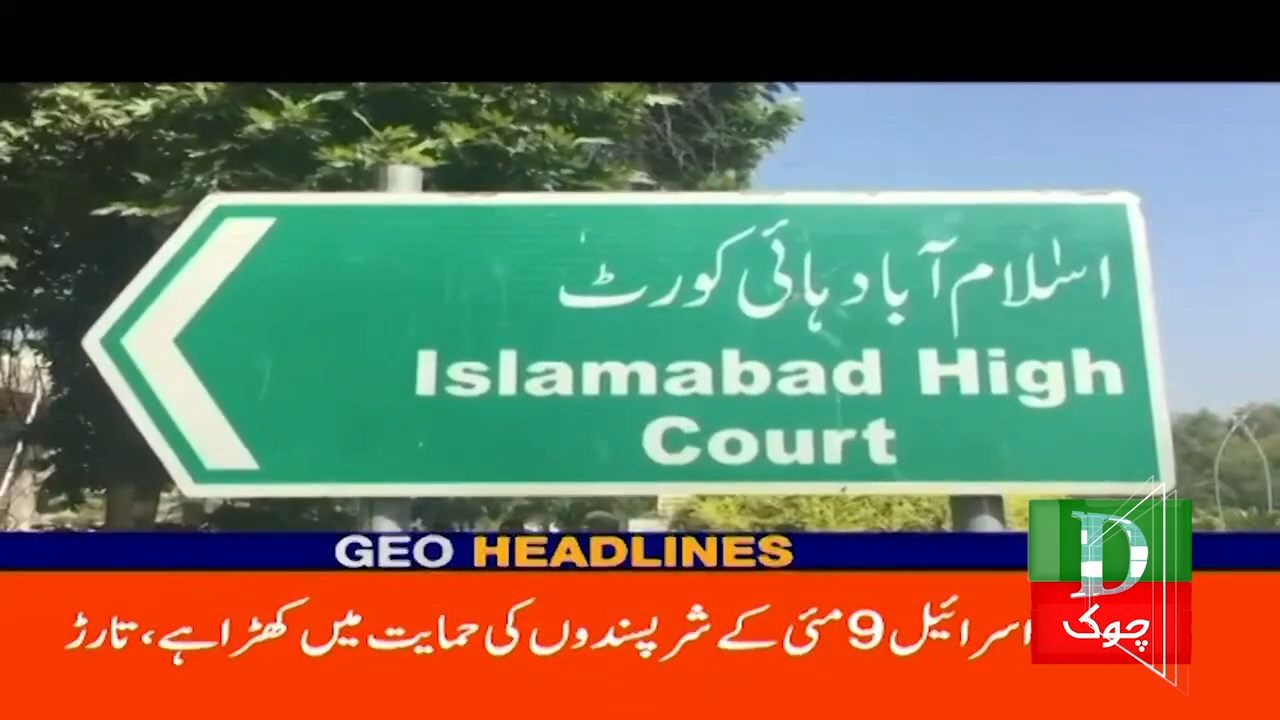 اسلام آباد ہائی کورٹ
Islamabad High
Court
GEO HEADLINES
D
چوک
اسرائیل 9 مئی کے شرپسندوں کی حمایت میں کھڑا ہے، تارڑ